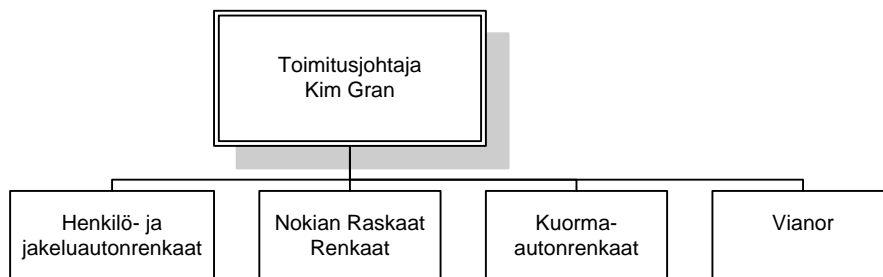 Toimitusjohtaja
Kim Gran
Henkilö- ja
jakeluautonrenkaat
Nokian Raskaat
Renkaat
Kuorma-
autonrenkaat
Vianor